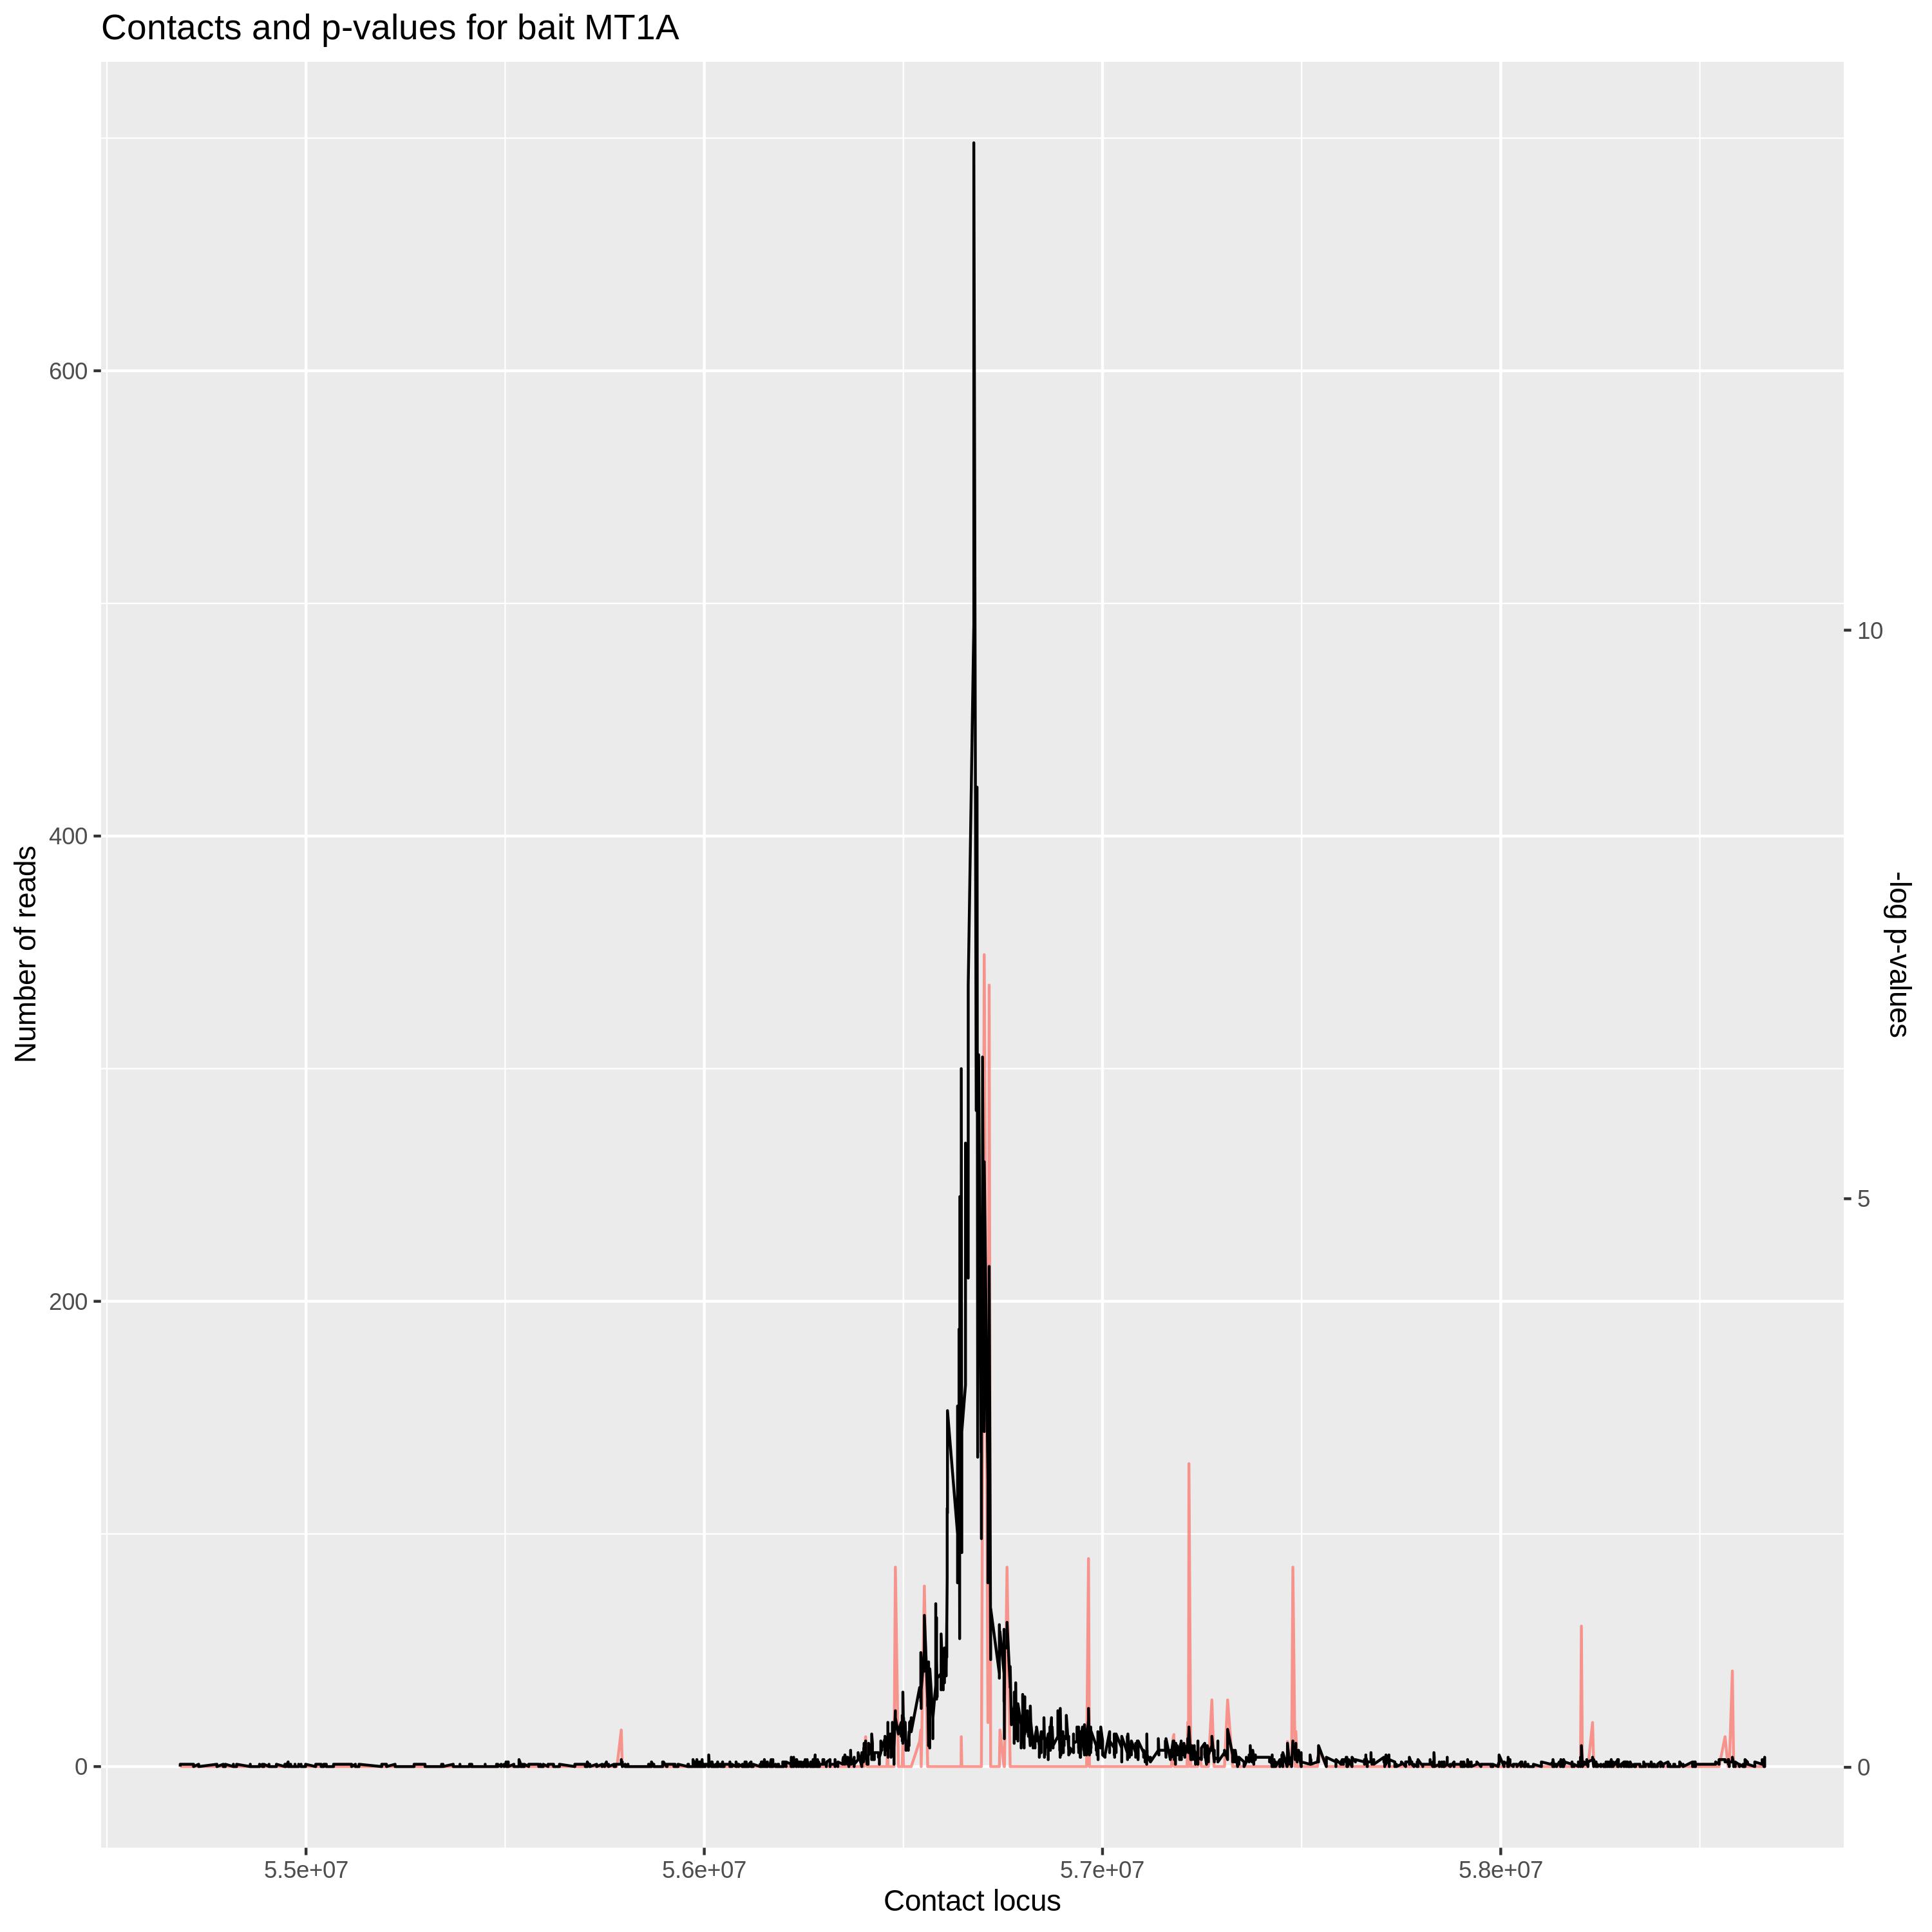 Contacts and p-values for bait MT1A
600
400
200
0
Number of reads
10
5
0
-log p-values
5.5e+07
5.6e+07
5.7e+07
5.8e+07
Contact locus